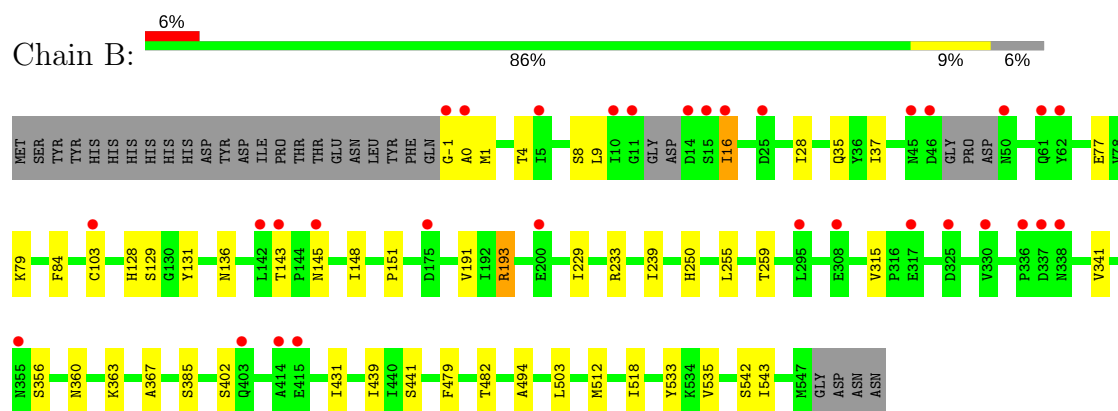 Chain B:
6%
86%
9%
6%
MET SER TYR TYR HIS HIS HIS HIS HIS HIS ASP TYR ASP ILE PRO THR THR GLU ASN LEU TYR PHE GLN G-1 A0 M1 T4 I5 S8 L9 I10 G11 GLY ASP D14 S15 I16 D25 I28 Q35 Y36 I37 N45 D46 GLY PRO ASP N50 Q61 Y62 E77 V78
K79 F84 C103 H128 S129 G130 Y131 N136 L142 T143 P144 N145 I148 P151 D175 V191 I192 R193 E200 I229 R233 I239 H250 L255 T259 L295 E308 V315 P316 E317 D325 V330 P336 D337 N338 V341
N355 S356 N360 K363 A367 S385 S402 Q403 A414 E415 I431 I439 I440 S441 F479 T482 A494 L503 M512 I518 Y533 K534 V535 S542 I543 M547 GLY ASP ASN ASN